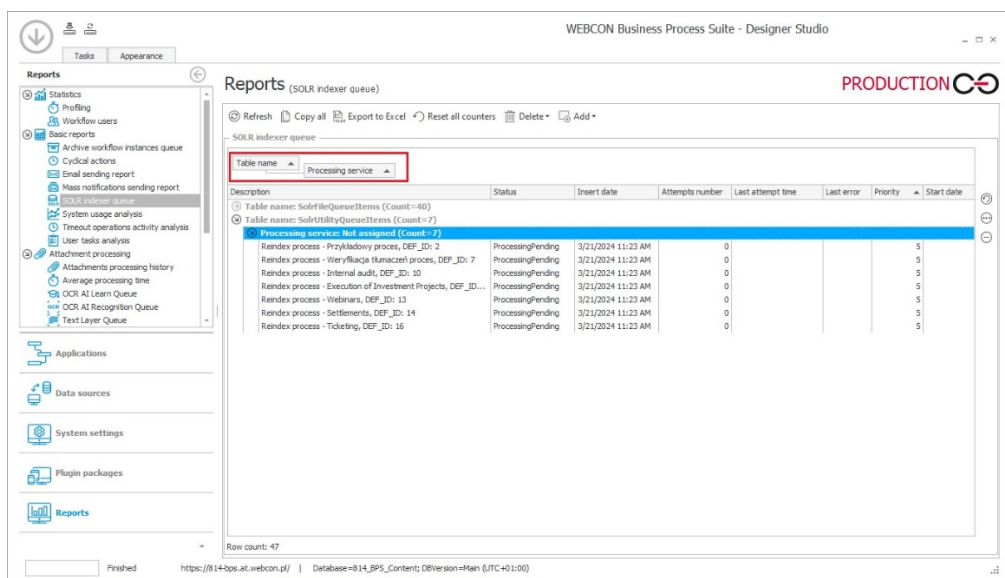 WEBCON Business Process Suite - Designer Studio
Tasks Appearance
Reports
Statistics
Profiling
Workflow users
Basic reports
Archive workflow instances queue
Cyclical actions
Email sending report
Mass notifications sending report
SOLR indexer queue
System usage analysis
Timeout operations activity analysis
User tasks analysis
Attachment processing
Attachments processing history
Average processing time
OCR AI Learn Queue
OCR AI Recognition Queue
Text Layer Queue
Applications
Data sources
System settings
Plugin packages
Reports
Reports (SOLR indexer queue)
PRODUCTION
Refresh Copy all Export to Excel Reset all counters Delete Add
SOLR indexer queue
Table name
Processing service
Description Status Insert date Attempts number Last attempt time Last error Priority Start date
Table name: SolrFileQueueItems (Count=40)
Table name: SolrUtilityQueueItems (Count=7)
Processing service: Not assigned (Count=7)
Reindex process - Przykładowy proces, DEF_ID: 2 ProcessingPending 3/21/2024 11:23 AM 0 5
Reindex process - Weryfikacja tłumaczeń proces, DEF_ID: 7 ProcessingPending 3/21/2024 11:23 AM 0 5
Reindex process - Internal audit, DEF_ID: 10 ProcessingPending 3/21/2024 11:23 AM 0 5
Reindex process - Execution of Investment Projects, DEF_ID... ProcessingPending 3/21/2024 11:23 AM 0 5
Reindex process - Webinars, DEF_ID: 13 ProcessingPending 3/21/2024 11:23 AM 0 5
Reindex process - Settlements, DEF_ID: 14 ProcessingPending 3/21/2024 11:23 AM 0 5
Reindex process - Ticketing, DEF_ID: 16 ProcessingPending 3/21/2024 11:23 AM 0 5
Row count: 47
Finished https://814-bps.at.webcon.pl/ | Database=814_BPS_Content; DBVersion=Main (UTC+01:00)